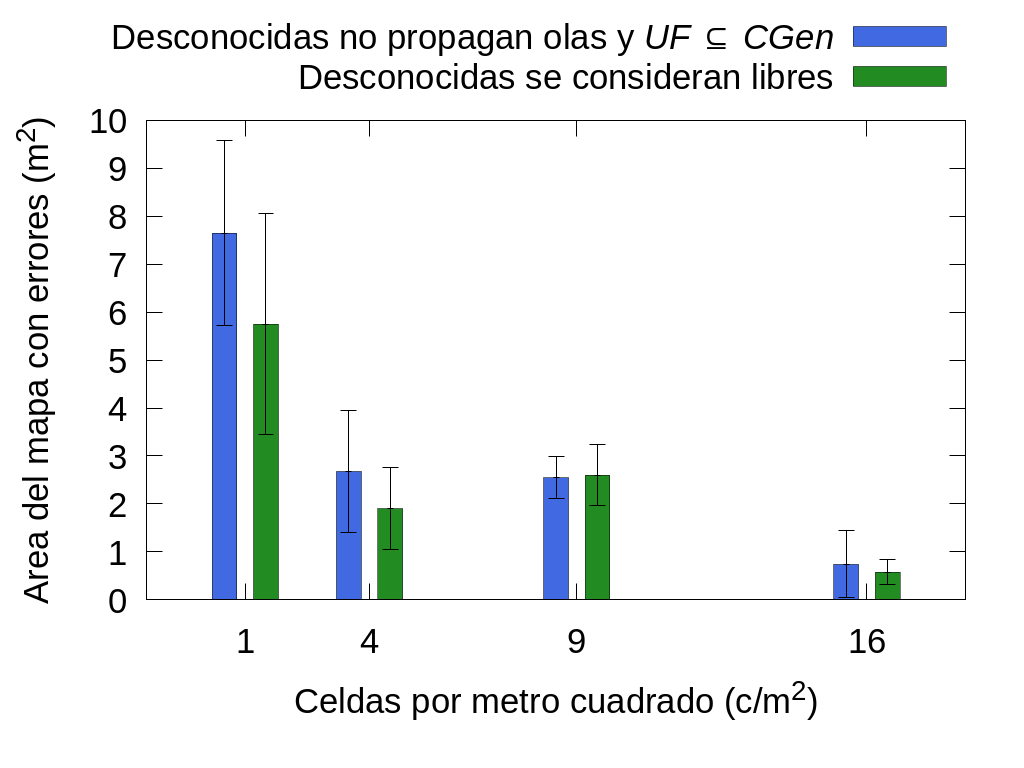 Desconocidas no propagan olas y UF ⊆ CGen
Desconocidas se consideran libres
Area del mapa con errores (m²)
10
9
8
7
6
5
4
3
2
1
0
1 4 9 16
Celdas por metro cuadrado (c/m²)